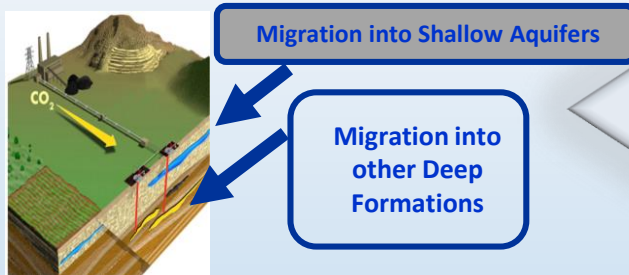 Migration into Shallow Aquifers
CO2
Migration into
other Deep
Formations